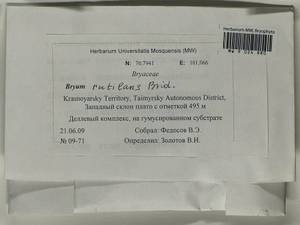 Herbarium MW, Bryophyta
Herbarium Universitatis Mosquensis (MW)
N: 70.7941 E: 101,066
Bryaceae
Bryum rutilans Brid.
Krasnoyarsky Territory, Taimyrsky Autonomous District,
Западный склон плато с отметкой 495 м
Деллевый комплекс, на гумусированном субстрате
21.06.09 Собрал: Федосов В.Э.
№ 09-71 Определил: Золотов В.И.